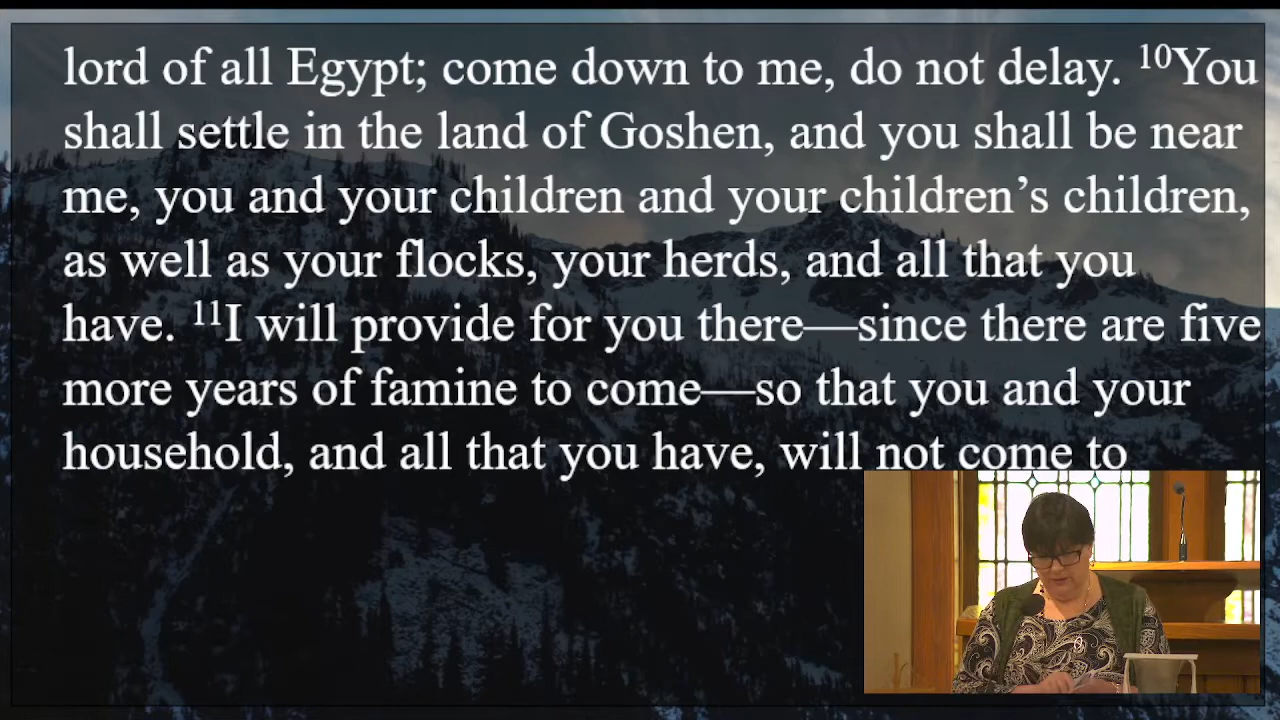 lord of all Egypt; come down to me, do not delay. ¹⁰You
shall settle in the land of Goshen, and you shall be near
me, you and your children and your children’s children,
as well as your flocks, your herds, and all that you
have. ¹¹I will provide for you there—since there are five
more years of famine to come—so that you and your
household, and all that you have, will not come to